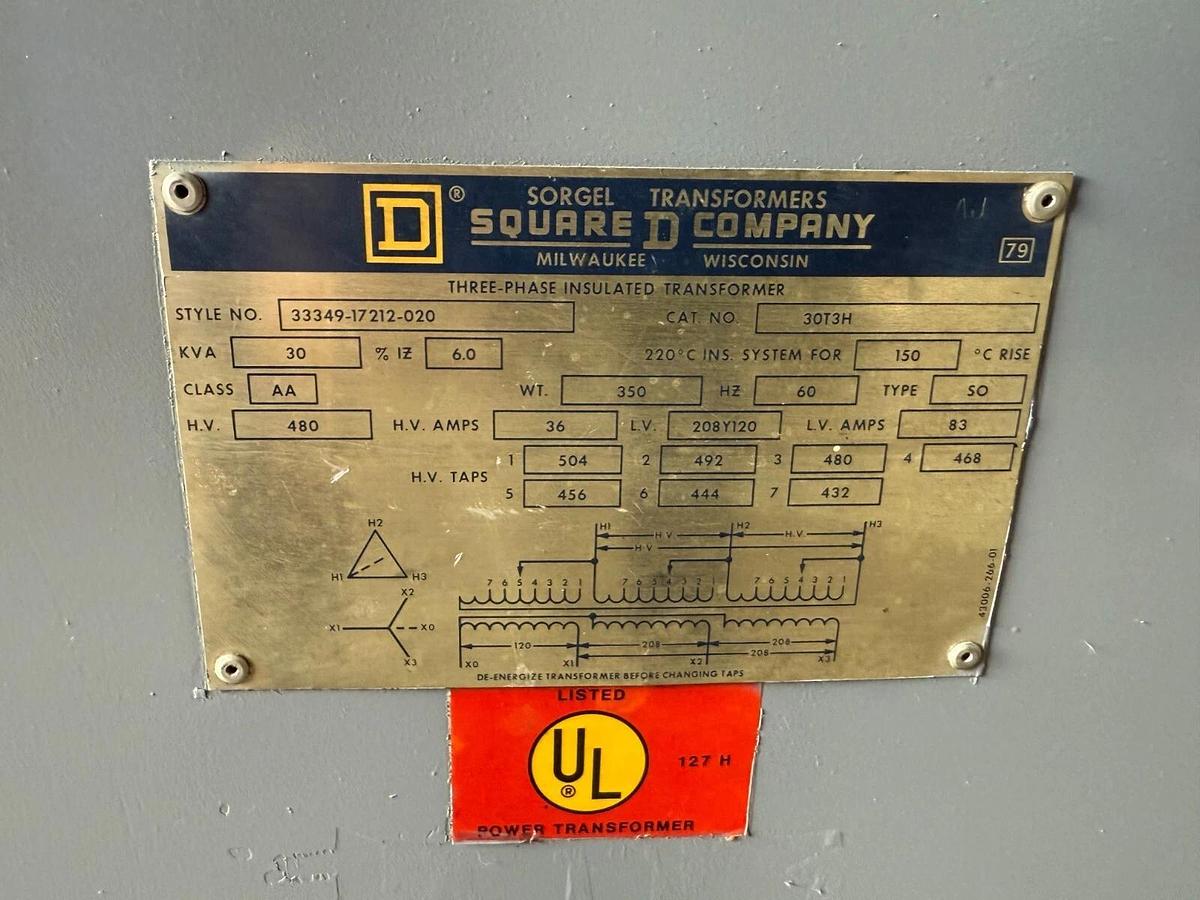 D ® SORGEL TRANSFORMERS
SQUARE D COMPANY
MILWAUKEE WISCONSIN
79
THREE-PHASE INSULATED TRANSFORMER
STYLE NO. 33349-17212-020 CAT. NO. 30T3H
KVA 30 % IZ 6.0 220°C INS. SYSTEM FOR 150 °C RISE
CLASS AA WT. 350 HZ 60 TYPE SO
H.V. 480 H.V. AMPS 36 L.V. 208Y120 L.V. AMPS 83
H.V. TAPS
1 504 2 492 3 480 4 468
5 456 6 444 7 432
H2
H1 H3
X2
X1 X0
X3
H1 H2 H3
H.V. H.V.
H.V.
7 6 5 4 3 2 1 7 6 5 4 3 2 1 7 6 5 4 3 2 1
120 208 208
208
X0 X1 X2 X3
DE-ENERGIZE TRANSFORMER BEFORE CHANGING TAPS
43006-266-01
LISTED
UL ®
127 H
POWER TRANSFORMER